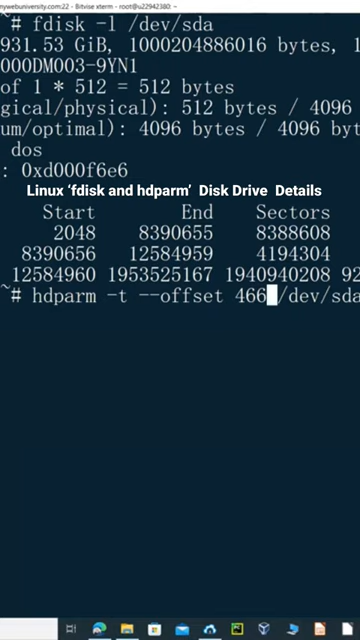 nywebuniversity.com:22 - Bitvise xterm - root@u22942380: ~
~# fdisk -l /dev/sda
931.53 GiB, 1000204886016 bytes, 1
000DM003-9YN1
of 1 * 512 = 512 bytes
gical/physical): 512 bytes / 4096
um/optimal): 4096 bytes / 4096 byt
dos
: 0xd000f6e6
Linux ‘fdisk and hdparm’ Disk Drive Details
Start End Sectors
2048 8390655 8388608
8390656 12584959 4194304
12584960 1953525167 1940940208 92
~# hdparm -t --offset 466 /dev/sda